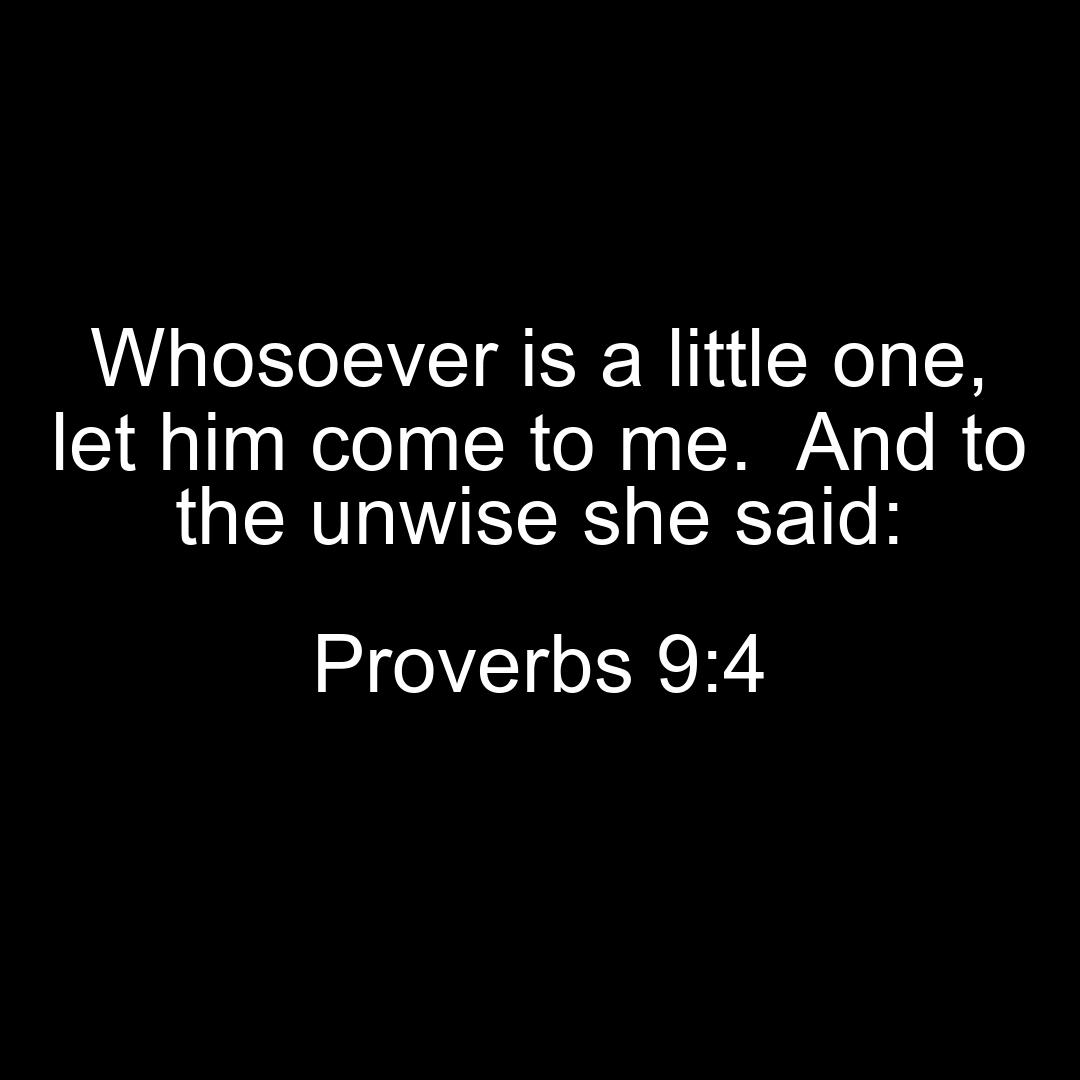 Whosoever is a little one,
let him come to me.  And to
the unwise she said:
Proverbs 9:4